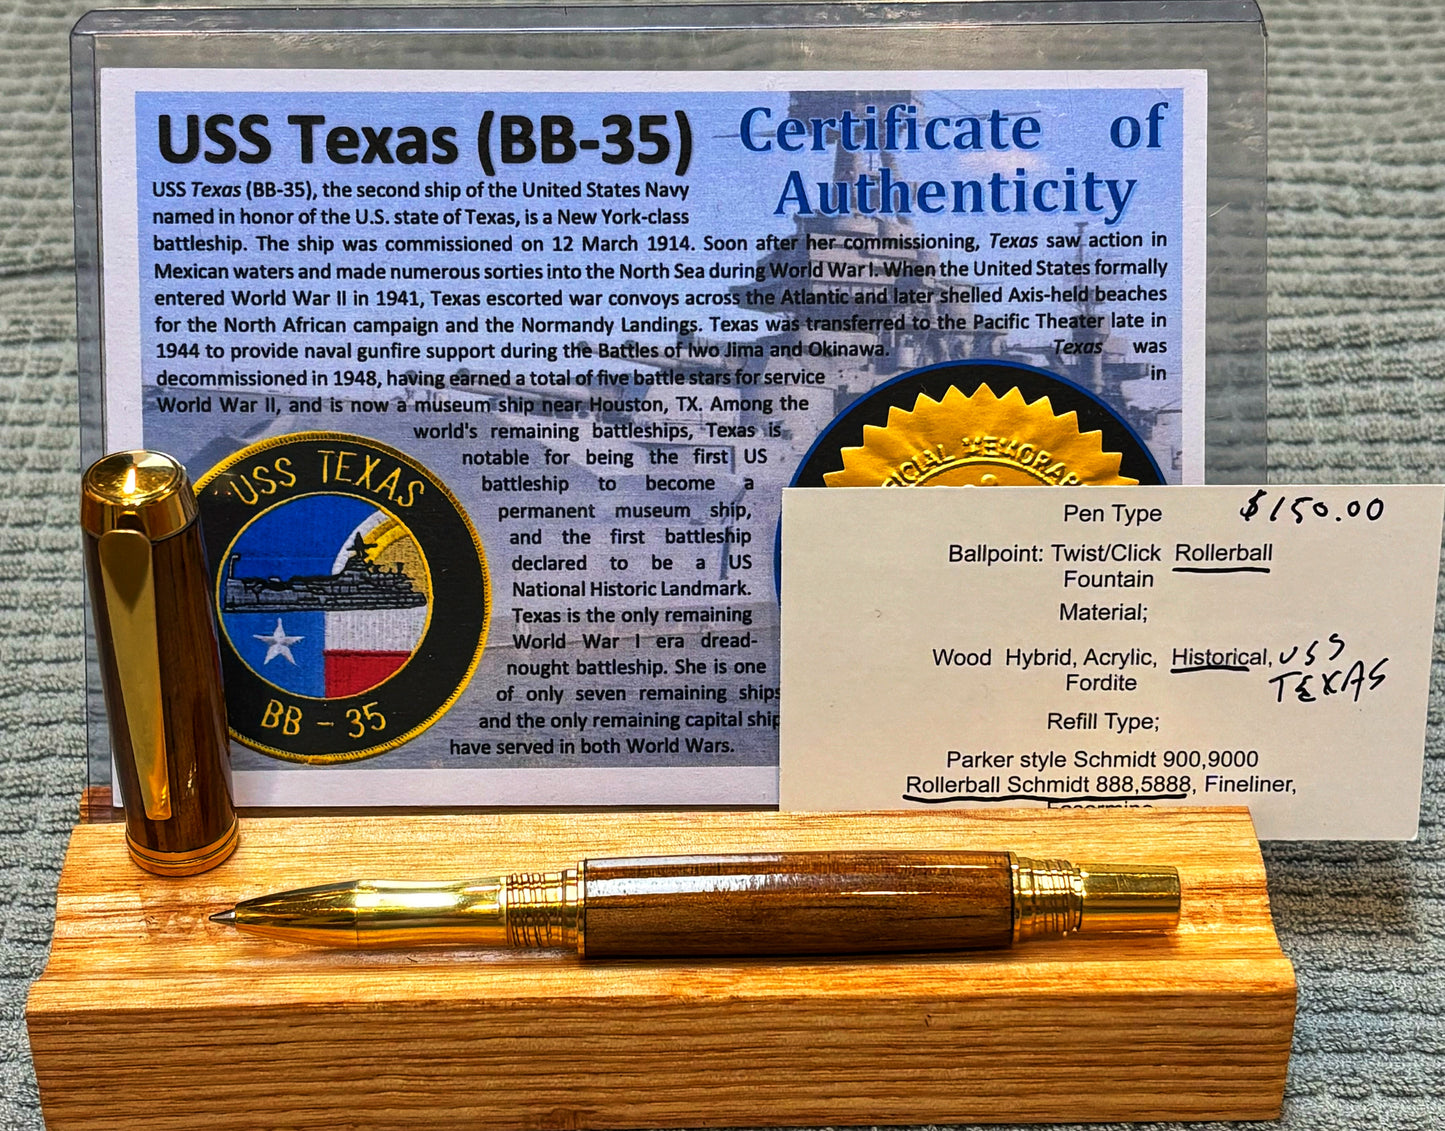 USS Texas (BB-35)
Certificate of
Authenticity
USS Texas (BB-35), the second ship of the United States Navy
named in honor of the U.S. state of Texas, is a New York-class
battleship. The ship was commissioned on 12 March 1914. Soon after her commissioning, Texas saw action in
Mexican waters and made numerous sorties into the North Sea during World War I. When the United States formally
entered World War II in 1941, Texas escorted war convoys across the Atlantic and later shelled Axis-held beaches
for the North African campaign and the Normandy Landings. Texas was transferred to the Pacific Theater late in
1944 to provide naval gunfire support during the Battles of Iwo Jima and Okinawa. Texas was
decommissioned in 1948, having earned a total of five battle stars for service in
World War II, and is now a museum ship near Houston, TX. Among the
world's remaining battleships, Texas is
notable for being the first US
battleship to become a
permanent museum ship,
and the first battleship
declared to be a US
National Historic Landmark.
Texas is the only remaining
World War I era dread-
nought battleship. She is one
of only seven remaining ships
and the only remaining capital ship
have served in both World Wars.
USS TEXAS
BB - 35
Pen Type $150.00
Ballpoint: Twist/Click Rollerball
Fountain
Material;
Wood Hybrid, Acrylic, Historical, USS
TEXAS
Fordite
Refill Type;
Parker style Schmidt 900,9000
Rollerball Schmidt 888,5888, Fineliner,